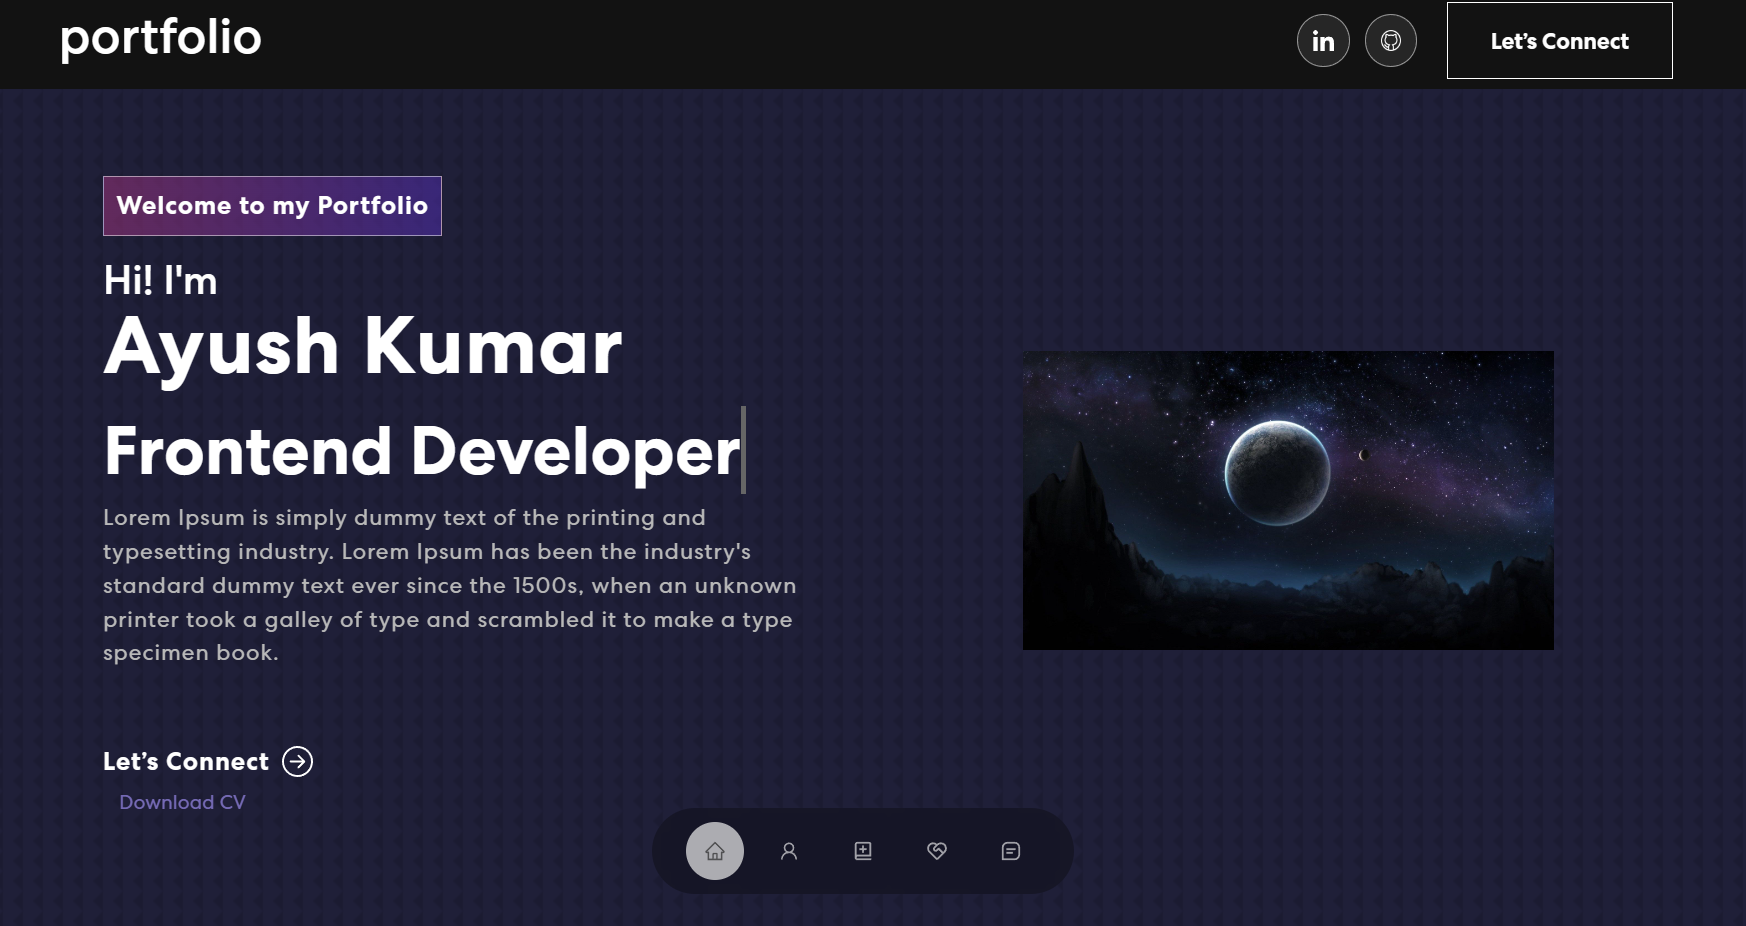 portfolio
in
Let’s Connect
Welcome to my Portfolio
Hi! I'm
Ayush Kumar
Frontend Developer
Lorem Ipsum is simply dummy text of the printing and
typesetting industry. Lorem Ipsum has been the industry's
standard dummy text ever since the 1500s, when an unknown
printer took a galley of type and scrambled it to make a type
specimen book.
Let’s Connect
Download CV